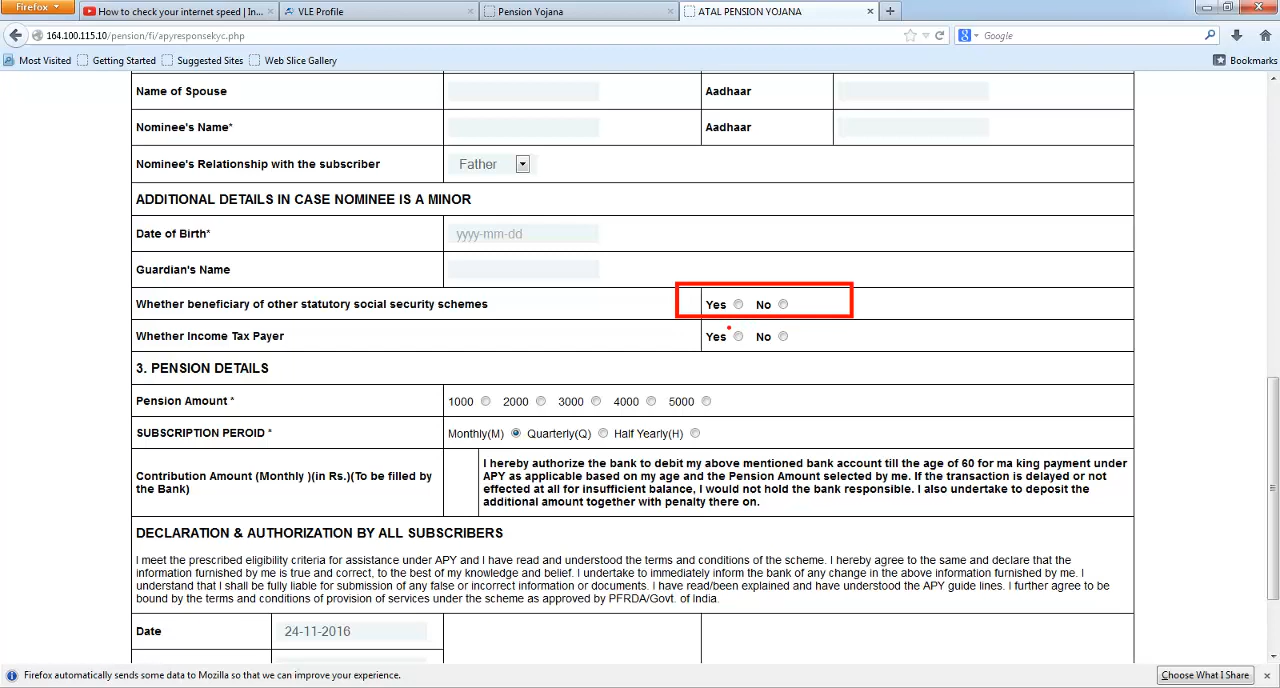 Firefox
How to check your internet speed | In...
VLE Profile
Pension Yojana
ATAL PENSION YOJANA
164.100.115.10/pension/fi/apyresponsekyc.php
Google
Most Visited Getting Started Suggested Sites Web Slice Gallery Bookmarks
Name of Spouse Aadhaar
Nominee's Name* Aadhaar
Nominee's Relationship with the subscriber Father
ADDITIONAL DETAILS IN CASE NOMINEE IS A MINOR
Date of Birth* yyyy-mm-dd
Guardian's Name
Whether beneficiary of other statutory social security schemes Yes No
Whether Income Tax Payer Yes No
3. PENSION DETAILS
Pension Amount * 1000 2000 3000 4000 5000
SUBSCRIPTION PEROID * Monthly(M) Quarterly(Q) Half Yearly(H)
Contribution Amount (Monthly )(in Rs.)(To be filled by
the Bank)
I hereby authorize the bank to debit my above mentioned bank account till the age of 60 for ma king payment under
APY as applicable based on my age and the Pension Amount selected by me. If the transaction is delayed or not
effected at all for insufficient balance, I would not hold the bank responsible. I also undertake to deposit the
additional amount together with penalty there on.
DECLARATION & AUTHORIZATION BY ALL SUBSCRIBERS
I meet the prescribed eligibility criteria for assistance under APY and I have read and understood the terms and conditions of the scheme. I hereby agree to the same and declare that the
information furnished by me is true and corvect, to the best of my knowledge and belief. I undertake to immediately inform the bank of any change in the above information furnished by me. I
understand that I shall be fully liable for submission of any false or incorrect information or documents. I have read/been explained and have understood the APY guide lines. I further agree to be
bound by the terms and conditions of provision of services under the scheme as approved by PFRDA/Govt. of India.
Date 24-11-2016
Firefox automatically sends some data to Mozilla so that we can improve your experience.
Choose What I Share